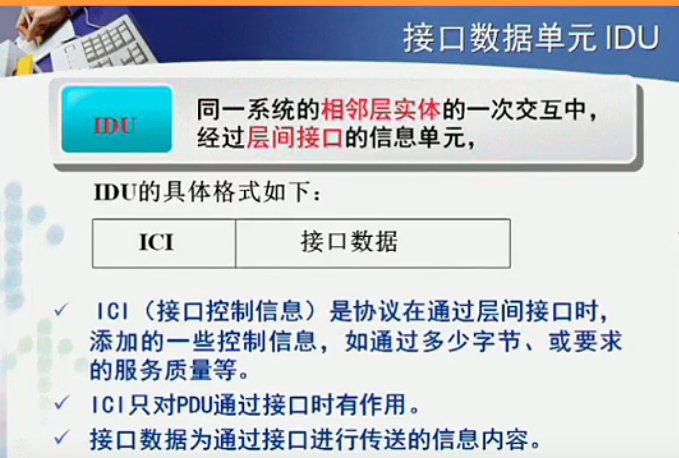 接口数据单元 IDU
IDU
同一系统的相邻层实体的一次交互中,
经过层间接口的信息单元,
IDU的具体格式如下:
ICI
接口数据
✓ ICI（接口控制信息）是协议在通过层间接口时,
添加的一些控制信息，如通过多少字节、或要求
的服务质量等。
✓ ICI只对PDU通过接口时有作用。
✓ 接口数据为通过接口进行传送的信息内容。